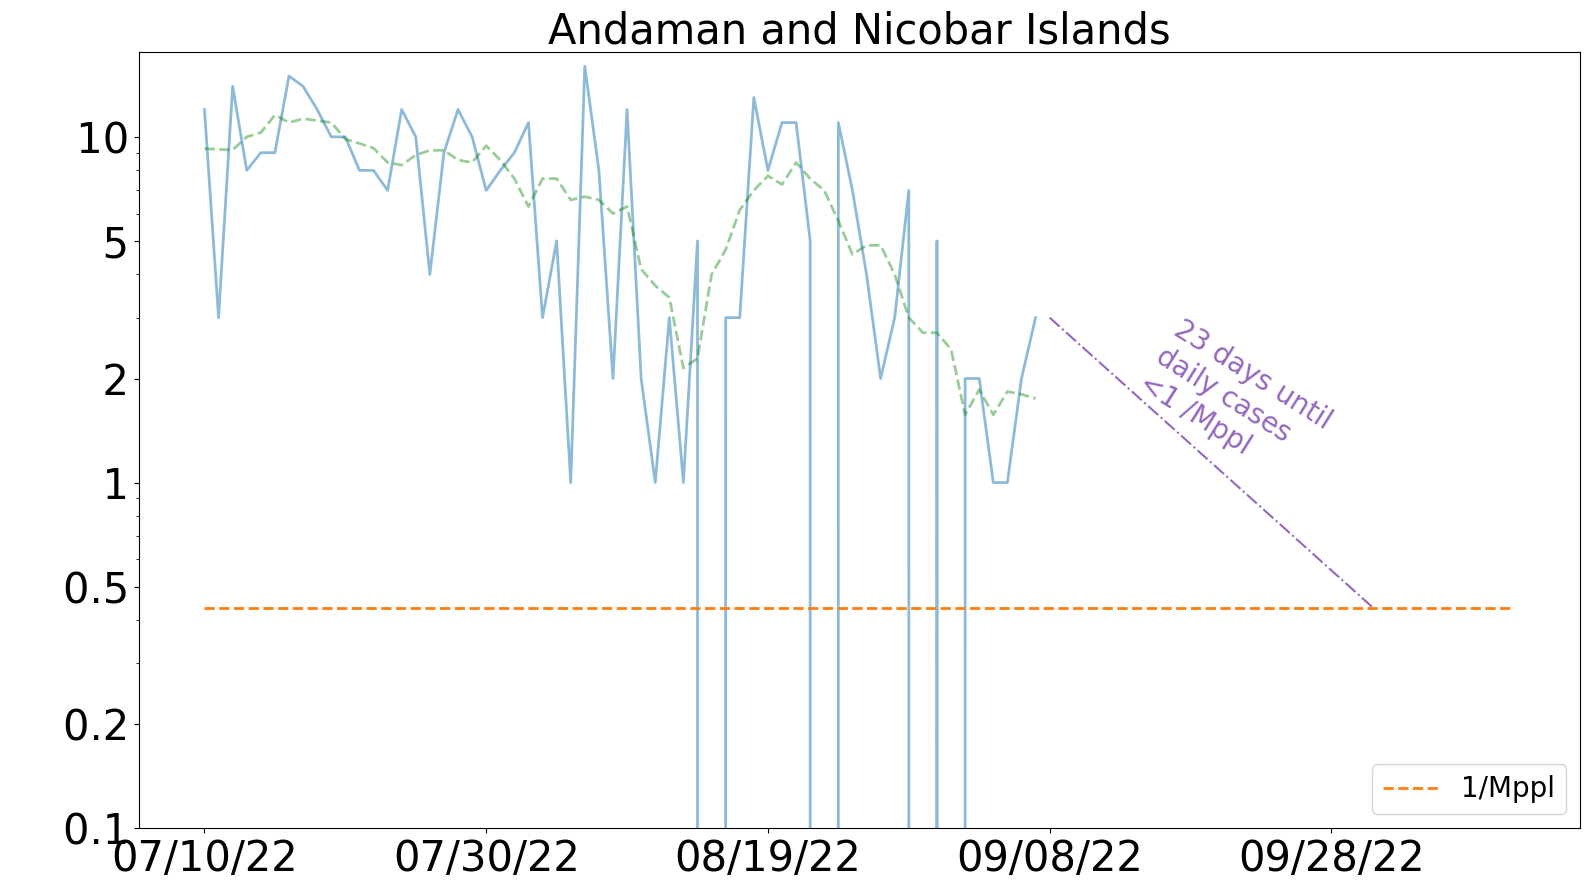 Andaman and Nicobar Islands
10
5
2
1
0.5
0.2
0.1
23 days until
daily cases
<1 /Mppl
1/Mppl
07/10/22
07/30/22
08/19/22
09/08/22
09/28/22